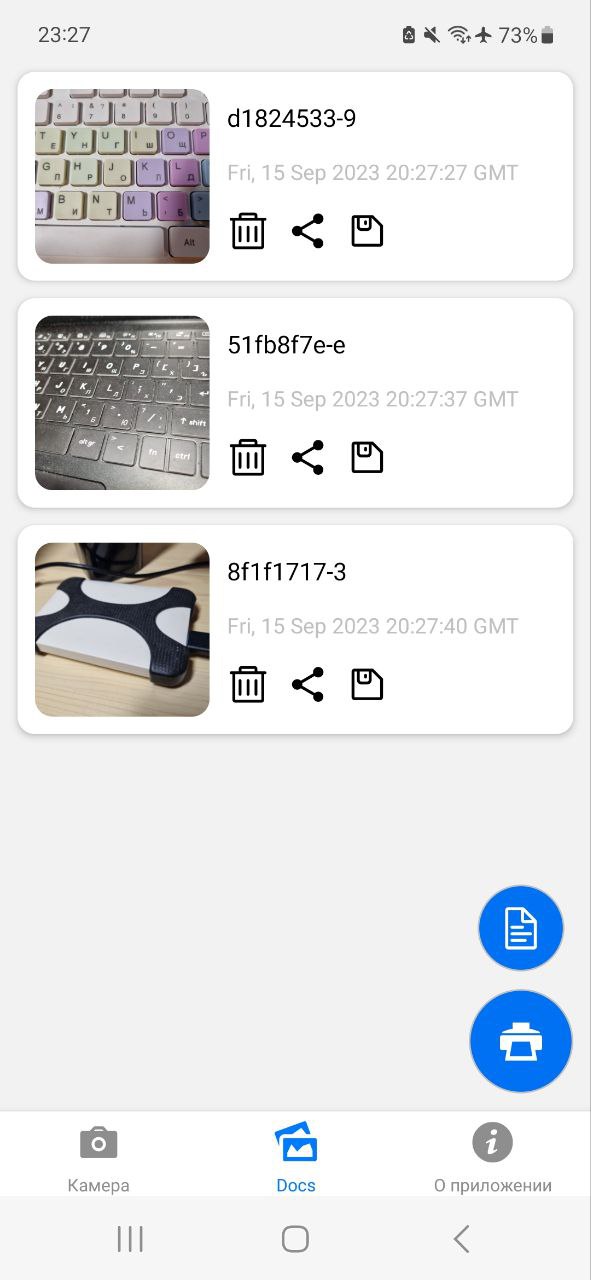 23:27
73%
d1824533-9
Fri, 15 Sep 2023 20:27:27 GMT
51fb8f7e-e
Fri, 15 Sep 2023 20:27:37 GMT
8f1f1717-3
Fri, 15 Sep 2023 20:27:40 GMT
Камера
Docs
О приложении